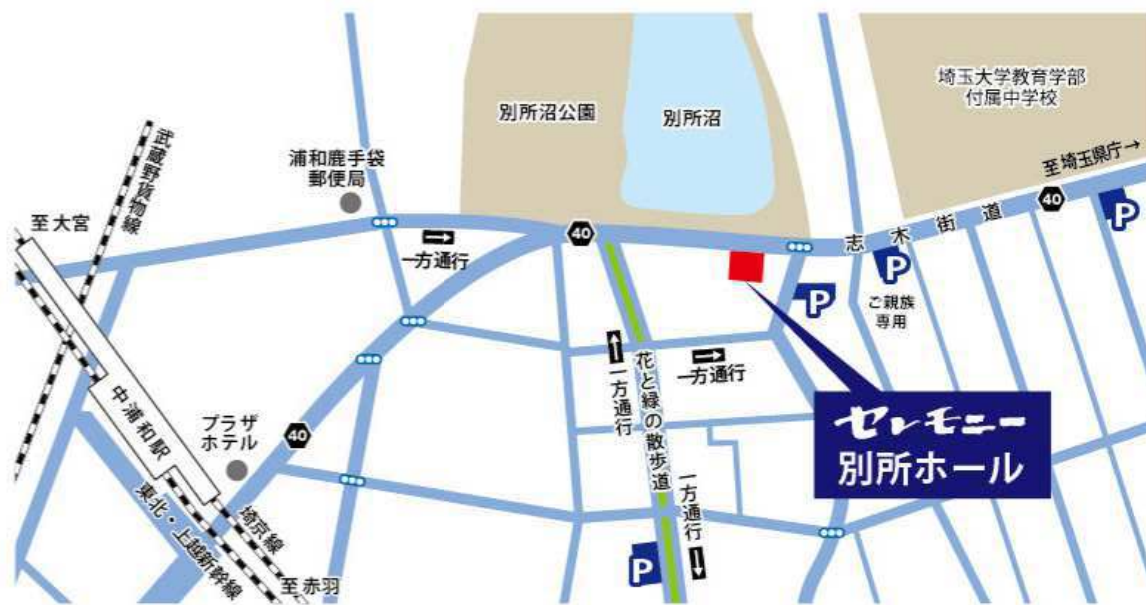 埼玉大学教育学部
付属中学校
別所沼公園
別所沼
至埼玉県庁→
武蔵野貨物線
浦和鹿手袋
郵便局
40
至大宮
40
志木街道
一方通行
P
P
ご親族
専用
P
一方通行
一方通行
花と緑の散歩道
セレモニー
別所ホール
中浦和駅
プラザ
ホテル
40
一方通行
埼京線
東北・上越新幹線
至赤羽
P